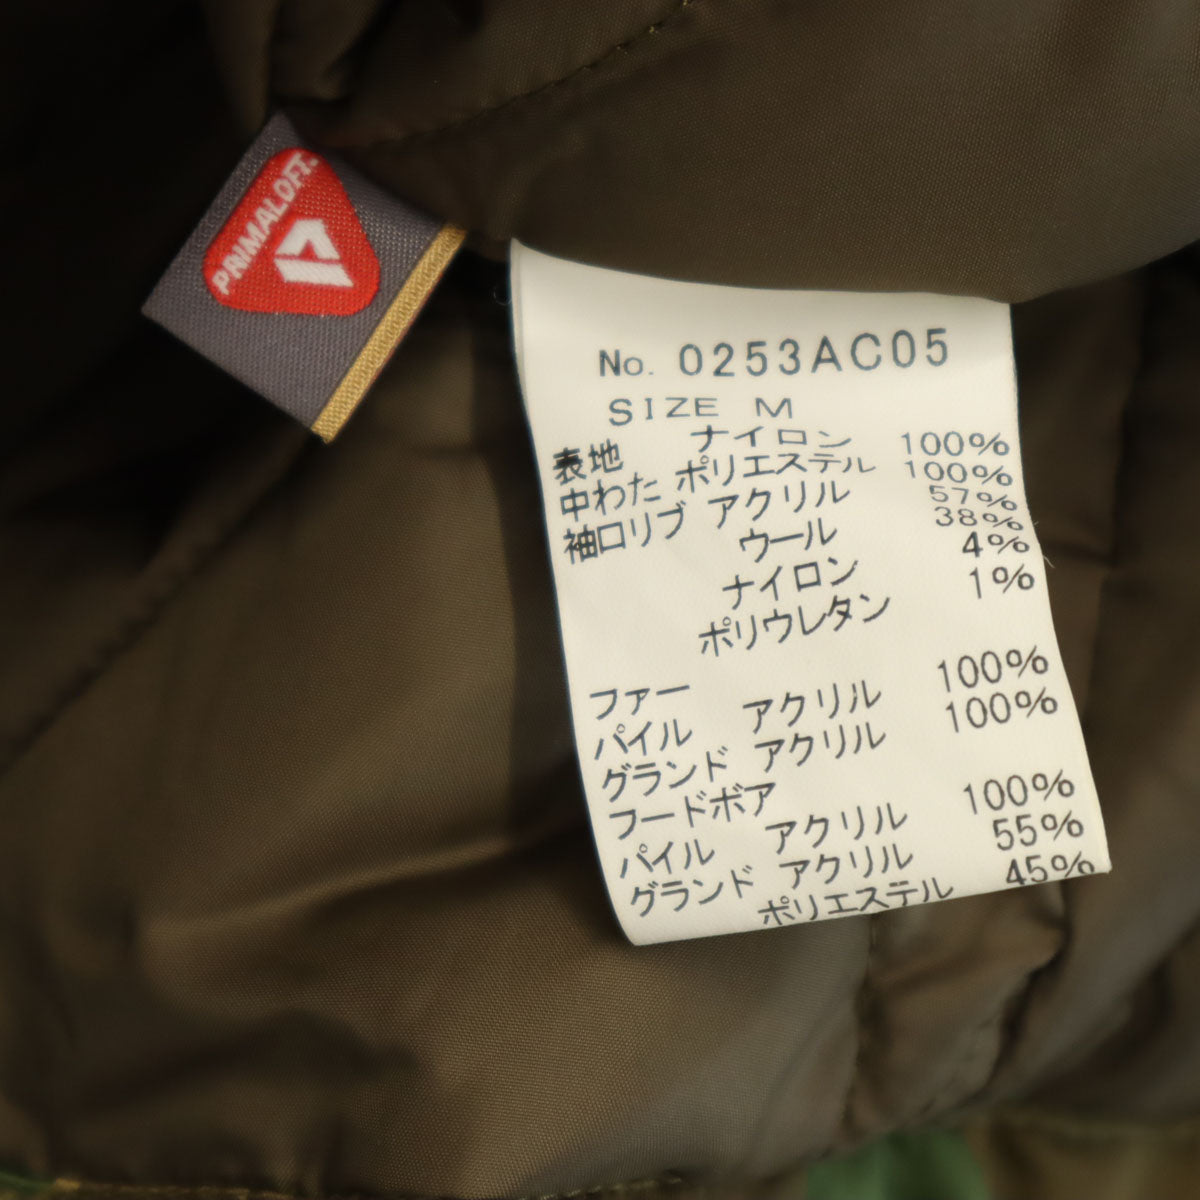 PRIMALOFT
No. 0253AC05
SIZE M
表地 ナイロン 100%
中わた ポリエステル 100%
袖口リブ アクリル 57%
ウール 38%
ナイロン 4%
ポリウレタン 1%
ファー
パイル アクリル 100%
グランド アクリル 100%
フードボア
パイル アクリル 100%
グランド アクリル 55%
ポリエステル 45%